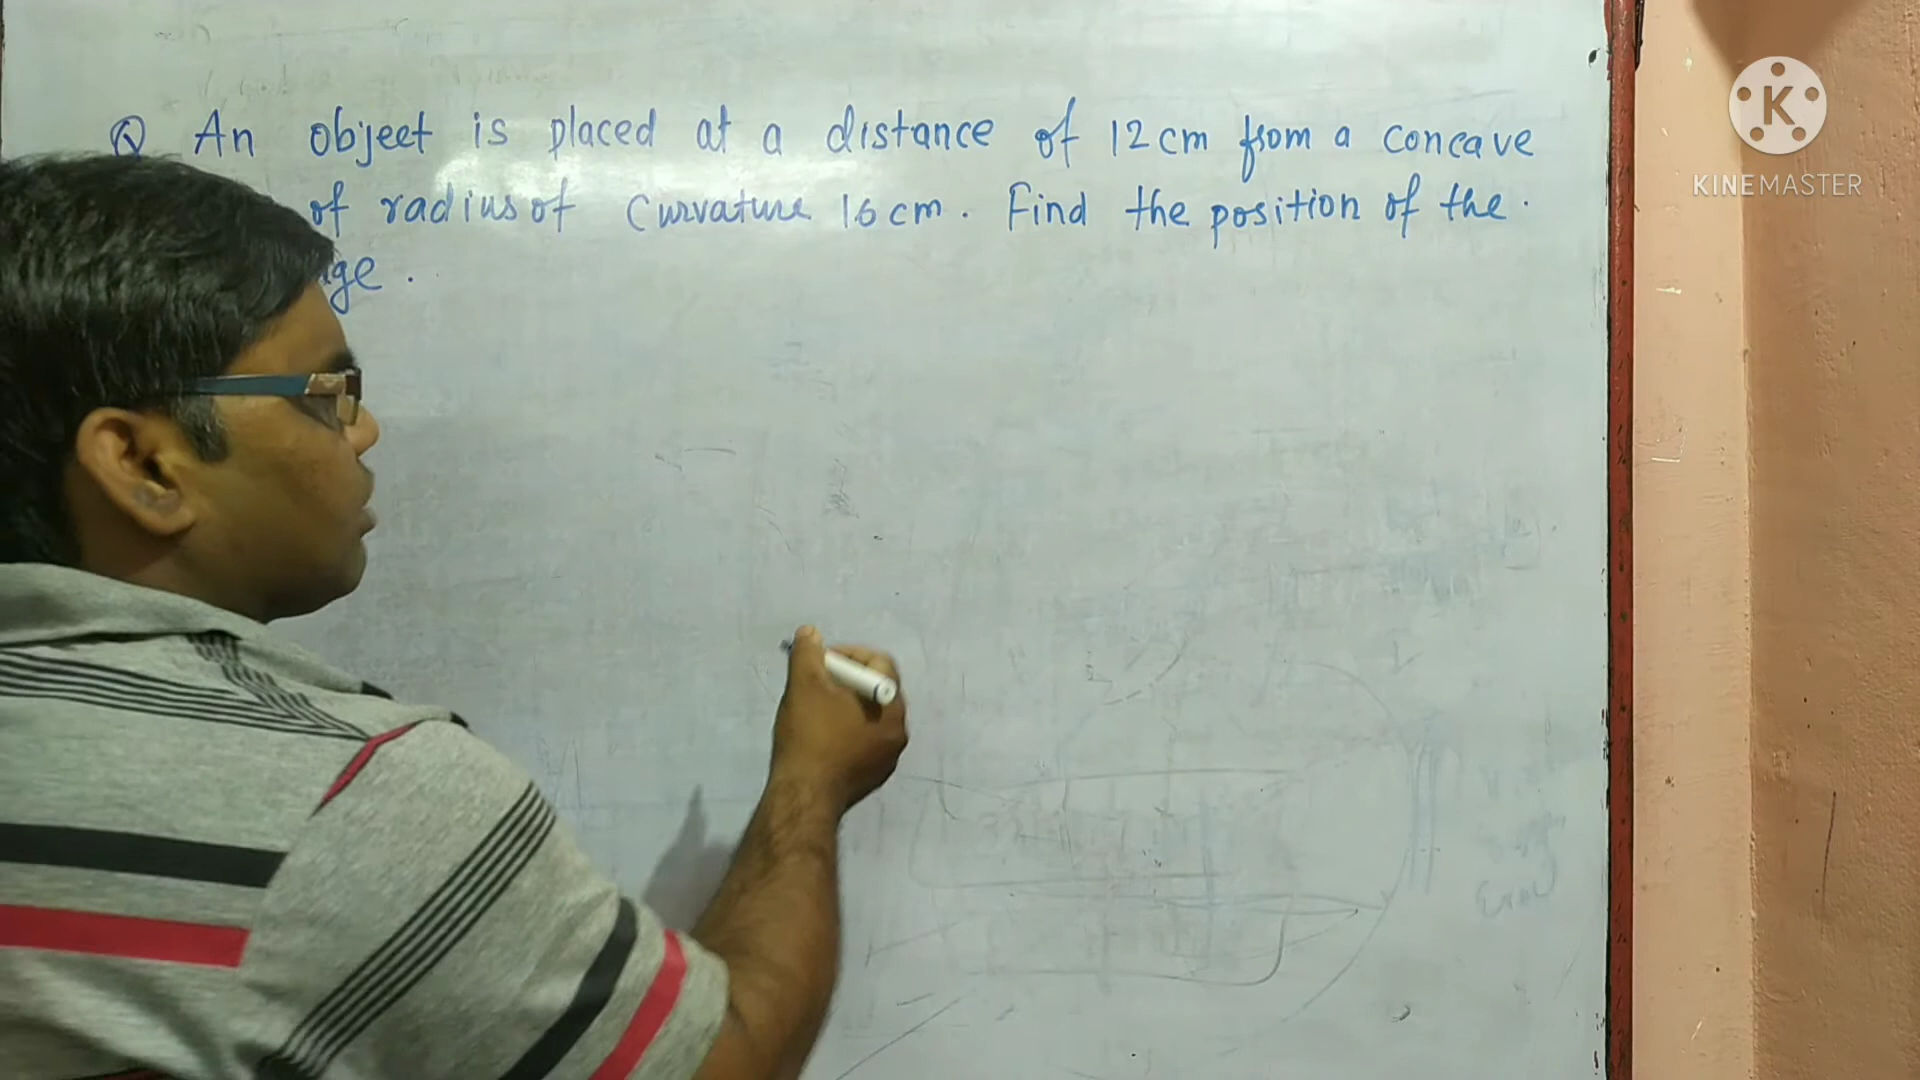 Q An object is placed at a distance of 12 cm from a concave
of radius of curvature 16 cm. Find the position of the.
age.
K
KINEMASTER